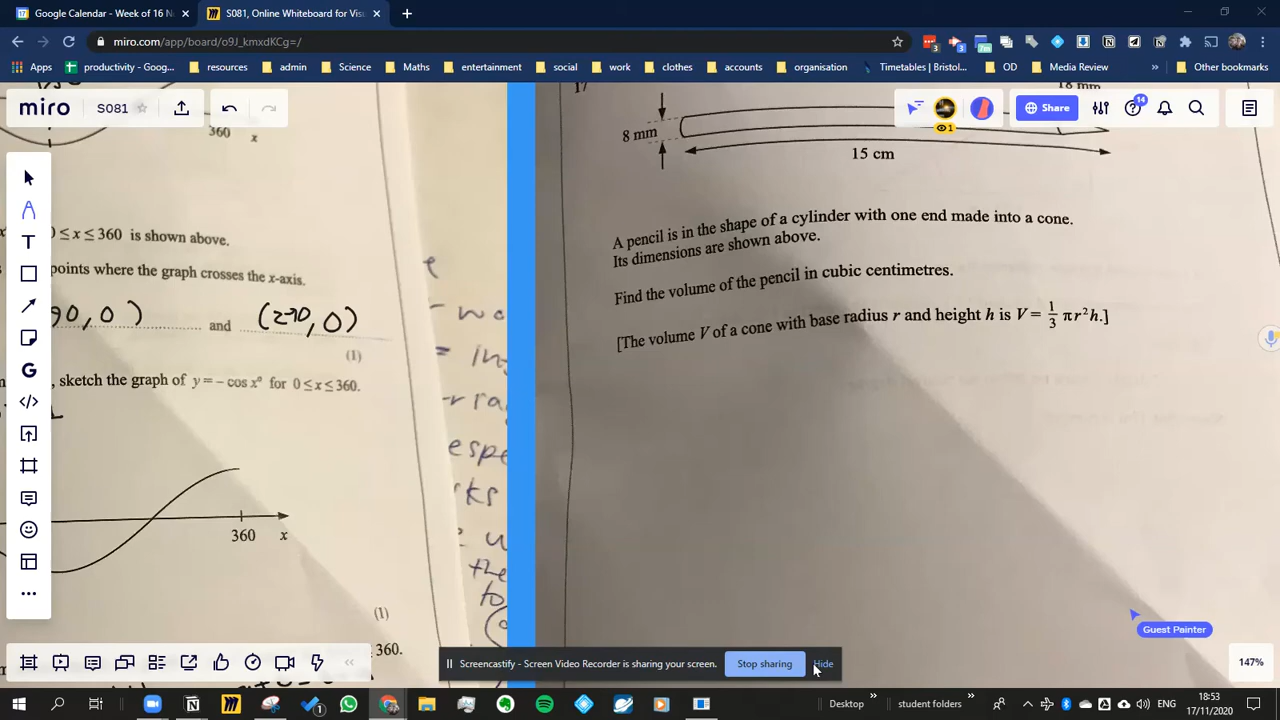 Google Calendar - Week of 16 N
S081, Online Whiteboard for Vis
miro.com/app/board/o9J_kmxdKCg=/
Apps
productivity - Goog...
resources
admin
Science
Maths
entertainment
social
work
clothes
accounts
organisation
Timetables | Bristol...
OD
Media Review
Other bookmarks
miro
S081
Share
14
1
360
x
≤ x ≤ 360 is shown above.
points where the graph crosses the x-axis.
90, 0 )
and
(270, 0)
(1)
, sketch the graph of y = − cos x° for 0 ≤ x ≤ 360.
360
x
(1)
360.
17
18 mm
8 mm
15 cm
A pencil is in the shape of a cylinder with one end made into a cone.
Its dimensions are shown above.
Find the volume of the pencil in cubic centimetres.
[The volume V of a cone with base radius r and height h is V = 1/3 πr²h.]
Guest Painter
Screencastify - Screen Video Recorder is sharing your screen.
Stop sharing
Hide
147%
Desktop
student folders
ENG
18:53
17/11/2020